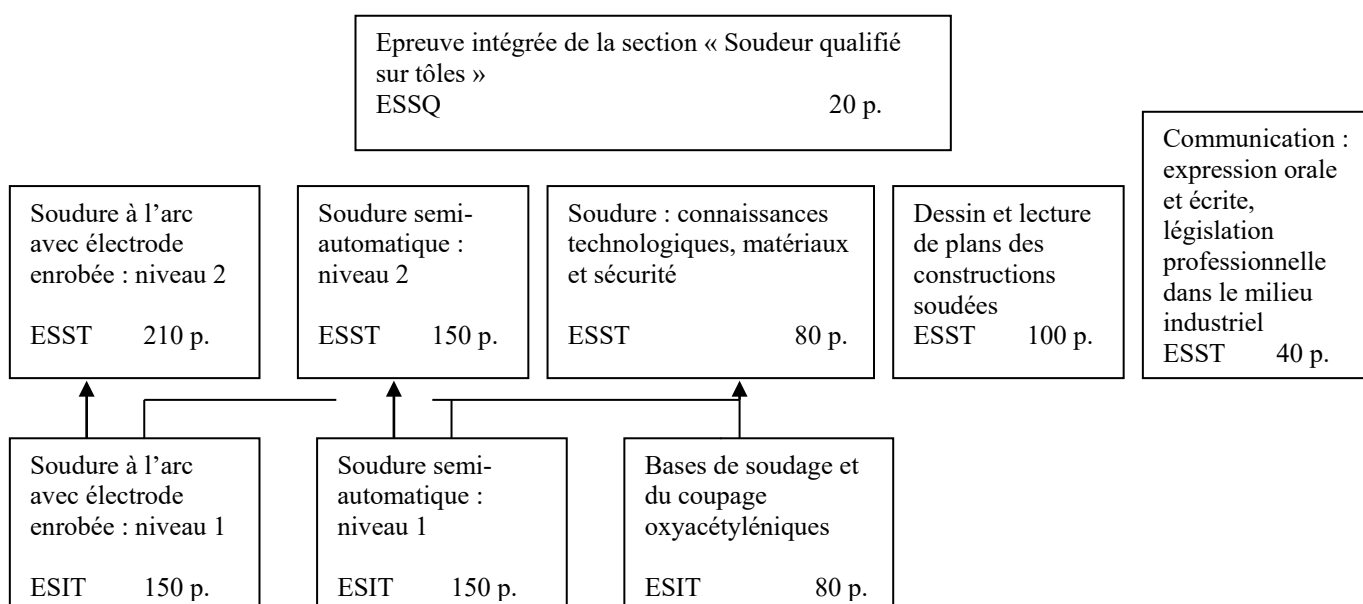 Epreuve intégrée de la section « Soudeur qualifié
sur tôles »
ESSQ 20 p.
Soudure à l’arc
avec électrode
enrobée : niveau 2
ESST 210 p.
Soudure semi-
automatique :
niveau 2
ESST 150 p.
Soudure : connaissances
technologiques, matériaux
et sécurité
ESST 80 p.
Dessin et lecture
de plans des
constructions
soudées
ESST 100 p.
Communication :
expression orale
et écrite,
législation
professionnelle
dans le milieu
industriel
ESST 40 p.
Soudure à l’arc
avec électrode
enrobée : niveau 1
ESIT 150 p.
Soudure semi-
automatique :
niveau 1
ESIT 150 p.
Bases de soudage et
du coupage
oxyacétyléniques
ESIT 80 p.